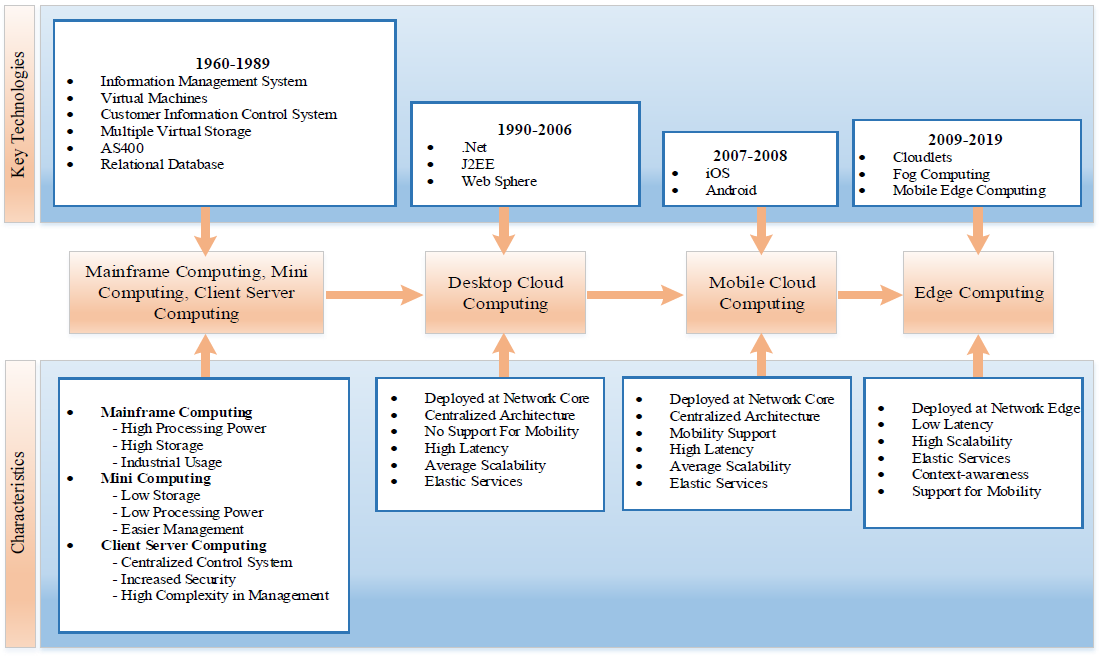 Key Technologies
1960-1989
• Information Management System
• Virtual Machines
• Customer Information Control System
• Multiple Virtual Storage
• AS400
• Relational Database
1990-2006
• .Net
• J2EE
• Web Sphere
2007-2008
• iOS
• Android
2009-2019
• Cloudlets
• Fog Computing
• Mobile Edge Computing
Mainframe Computing, Mini
Computing, Client Server
Computing
Desktop Cloud
Computing
Mobile Cloud
Computing
Edge Computing
Characteristics
• Mainframe Computing
- High Processing Power
- High Storage
- Industrial Usage
• Mini Computing
- Low Storage
- Low Processing Power
- Easier Management
• Client Server Computing
- Centralized Control System
- Increased Security
- High Complexity in Management
• Deployed at Network Core
• Centralized Architecture
• No Support For Mobility
• High Latency
• Average Scalability
• Elastic Services
• Deployed at Network Core
• Centralized Architecture
• Mobility Support
• High Latency
• Average Scalability
• Elastic Services
• Deployed at Network Edge
• Low Latency
• High Scalability
• Elastic Services
• Context-awareness
• Support for Mobility